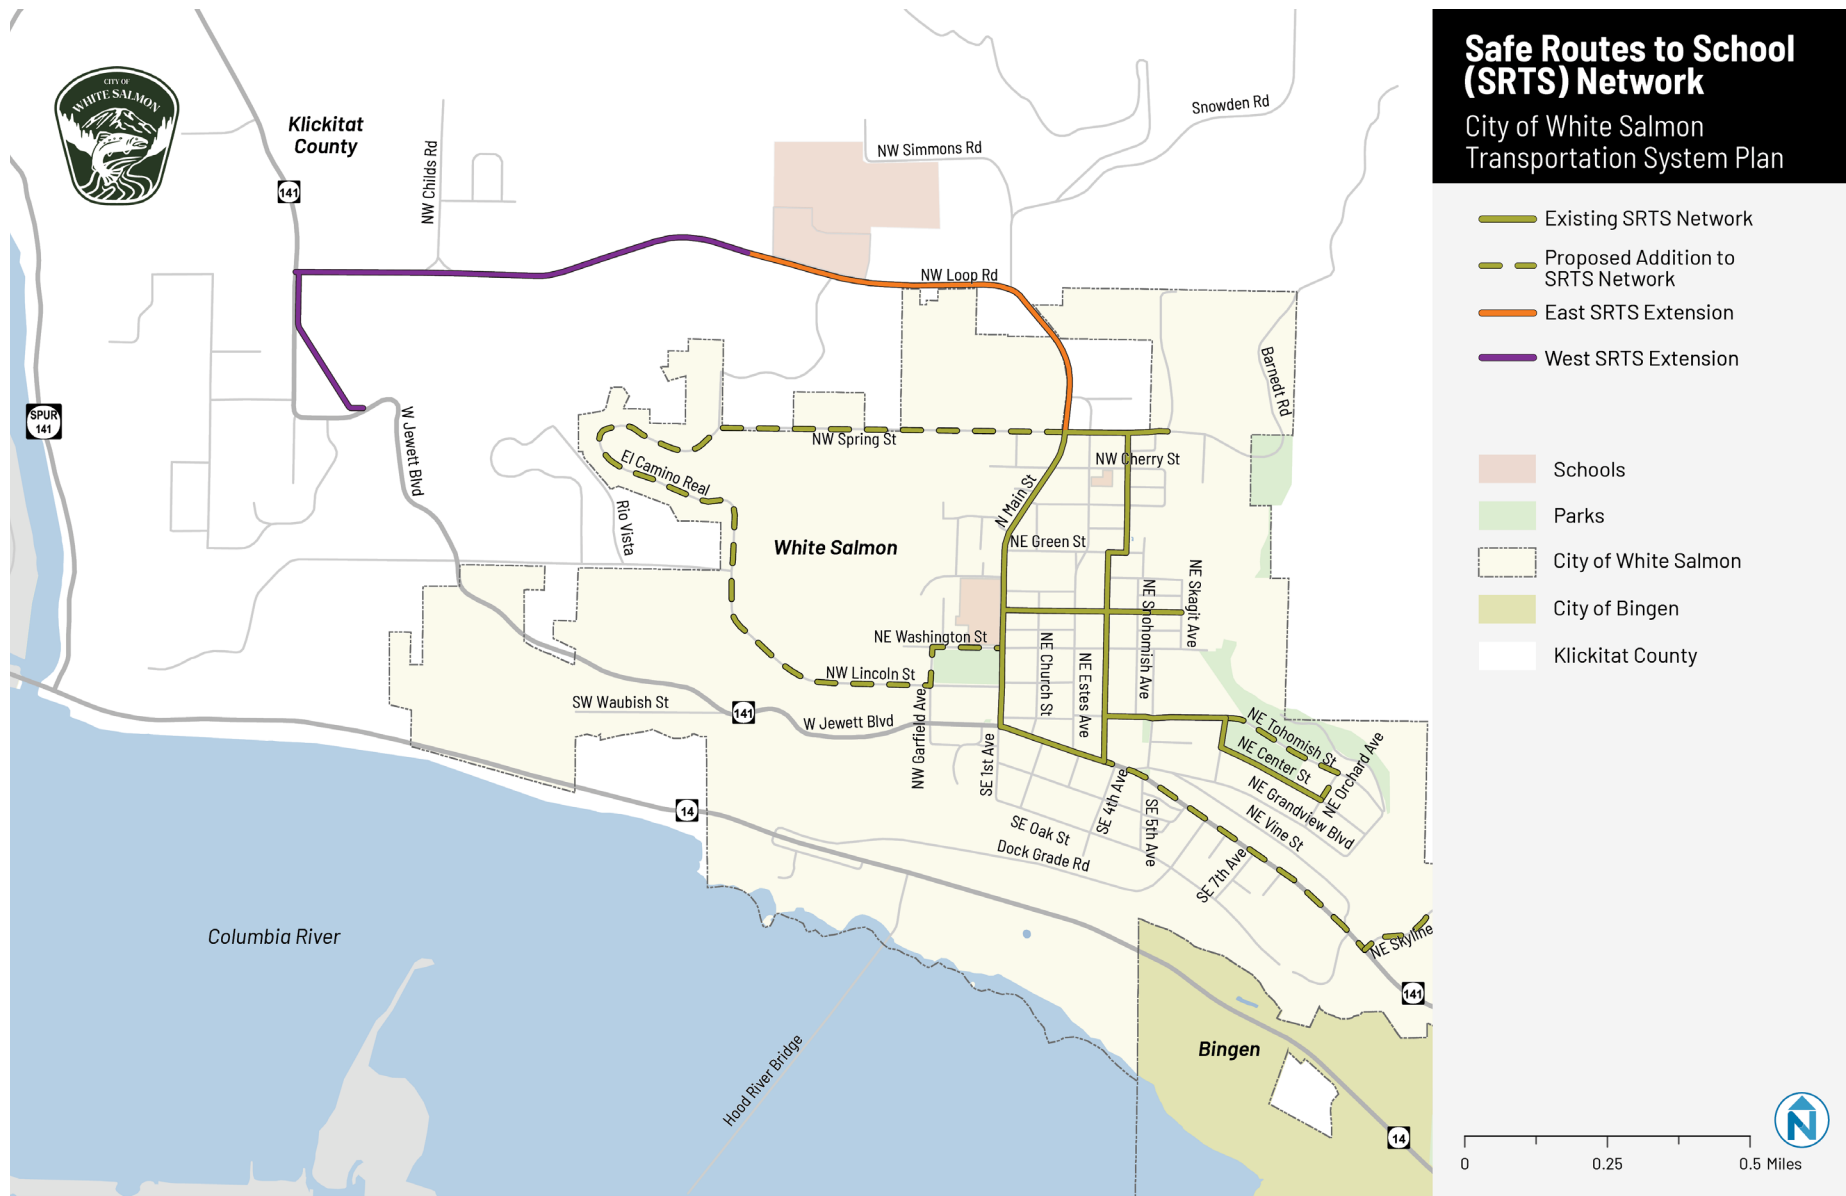 Safe Routes to School
(SRTS) Network
City of White Salmon
Transportation System Plan
Existing SRTS Network
Proposed Addition to
SRTS Network
East SRTS Extension
West SRTS Extension
Schools
Parks
City of White Salmon
City of Bingen
Klickitat County
0
0.25
0.5 Miles
N
CITY OF
WHITE SALMON
Klickitat
County
141
NW Childs Rd
NW Simmons Rd
Snowden Rd
NW Loop Rd
SPUR
141
W Jewett Blvd
Barnedt Rd
NW Spring St
El Camino Real
NW Cherry St
Rio Vista
N Main St
White Salmon
NE Green St
NE Skagit Ave
NE Snohomish Ave
NE Washington St
NE Church St
NE Estes Ave
NW Lincoln St
SW Waubish St
141
W Jewett Blvd
NW Garfield Ave
SE 1st Ave
NE Tohomish St
NE Center St
NE Orchard Ave
NE Grandview Blvd
NE Vine St
SE 4th Ave
SE 5th Ave
14
SE Oak St
Dock Grade Rd
SE 7th Ave
NE Skyline
Columbia River
141
Hood River Bridge
Bingen
14